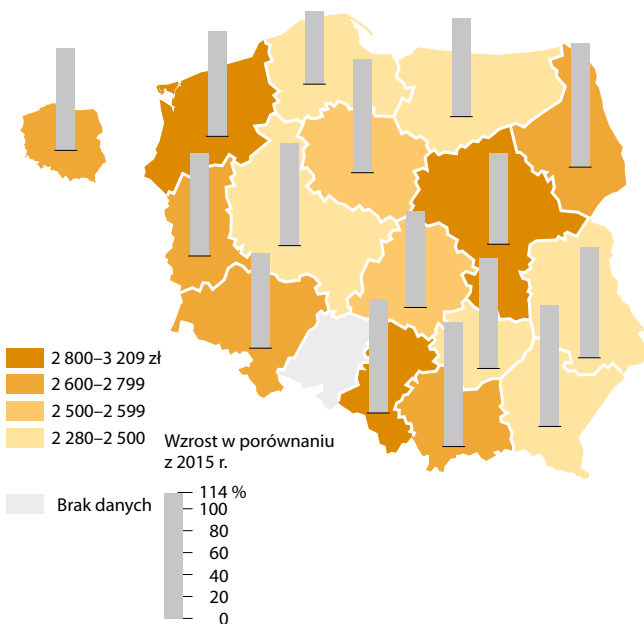 2 800–3 209 zł
2 600–2 799
2 500–2 599
2 280–2 500
Brak danych
Wzrost w porównaniu
z 2015 r.
114 %
100
80
60
40
20
0